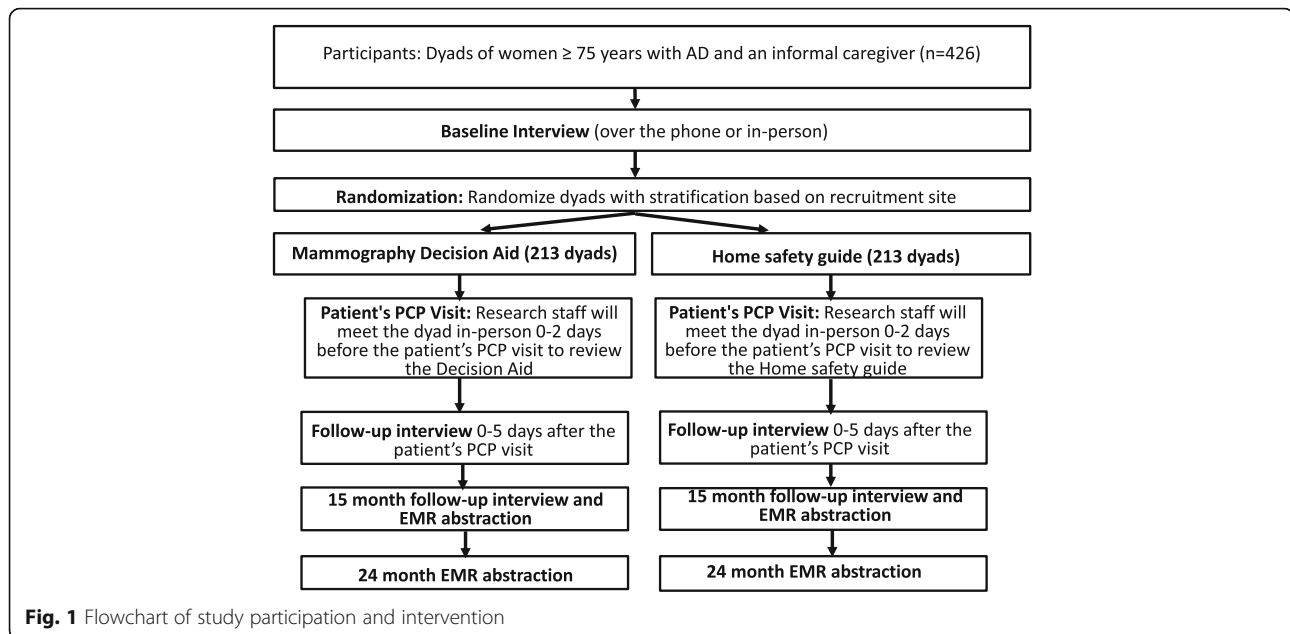 Participants: Dyads of women ≥ 75 years with AD and an informal caregiver (n=426)
Baseline Interview (over the phone or in-person)
Randomization: Randomize dyads with stratification based on recruitment site
Mammography Decision Aid (213 dyads)
Home safety guide (213 dyads)
Patient's PCP Visit: Research staff will
meet the dyad in-person 0-2 days
before the patient’s PCP visit to review
the Decision Aid
Patient's PCP Visit: Research staff will
meet the dyad in-person 0-2 days
before the patient’s PCP visit to review
the Home safety guide
Follow-up interview 0-5 days after the
patient’s PCP visit
Follow-up interview 0-5 days after the
patient’s PCP visit
15 month follow-up interview and
EMR abstraction
15 month follow-up interview and
EMR abstraction
24 month EMR abstraction
24 month EMR abstraction
Fig. 1 Flowchart of study participation and intervention